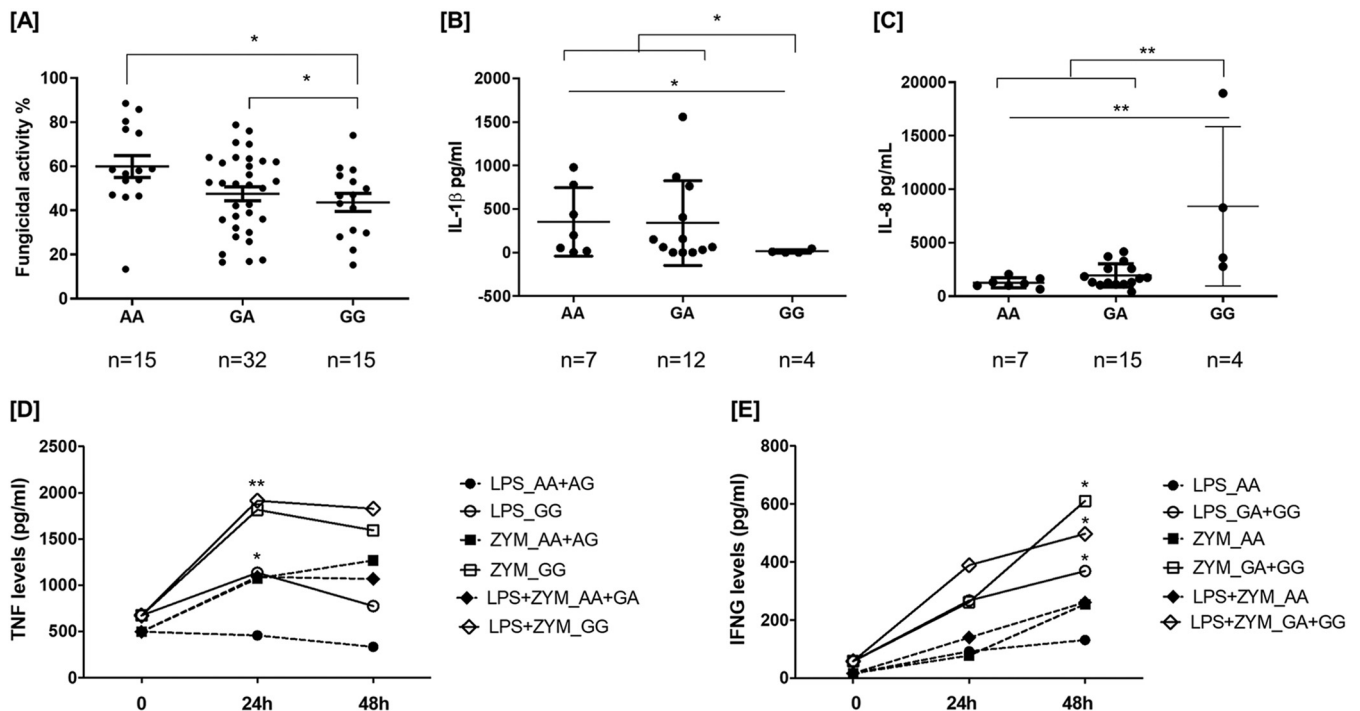 [A]
*
*
Fungicidal activity %
100
80
60
40
20
0
AA GA GG
n=15 n=32 n=15
[B]
*
*
IL-1β pg/ml
2000
1500
1000
500
0
-500
AA GA GG
n=7 n=12 n=4
[C]
**
**
IL-8 pg/mL
20000
15000
10000
5000
0
AA GA GG
n=7 n=15 n=4
[D]
TNF levels (pg/ml)
2500
2000
1500
1000
500
0
**
*
0 24h 48h
LPS_AA+AG
LPS_GG
ZYM_AA+AG
ZYM_GG
LPS+ZYM_AA+GA
LPS+ZYM_GG
[E]
IFNG levels (pg/ml)
800
600
400
200
0
*
*
*
0 24h 48h
LPS_AA
LPS_GA+GG
ZYM_AA
ZYM_GA+GG
LPS+ZYM_AA
LPS+ZYM_GA+GG